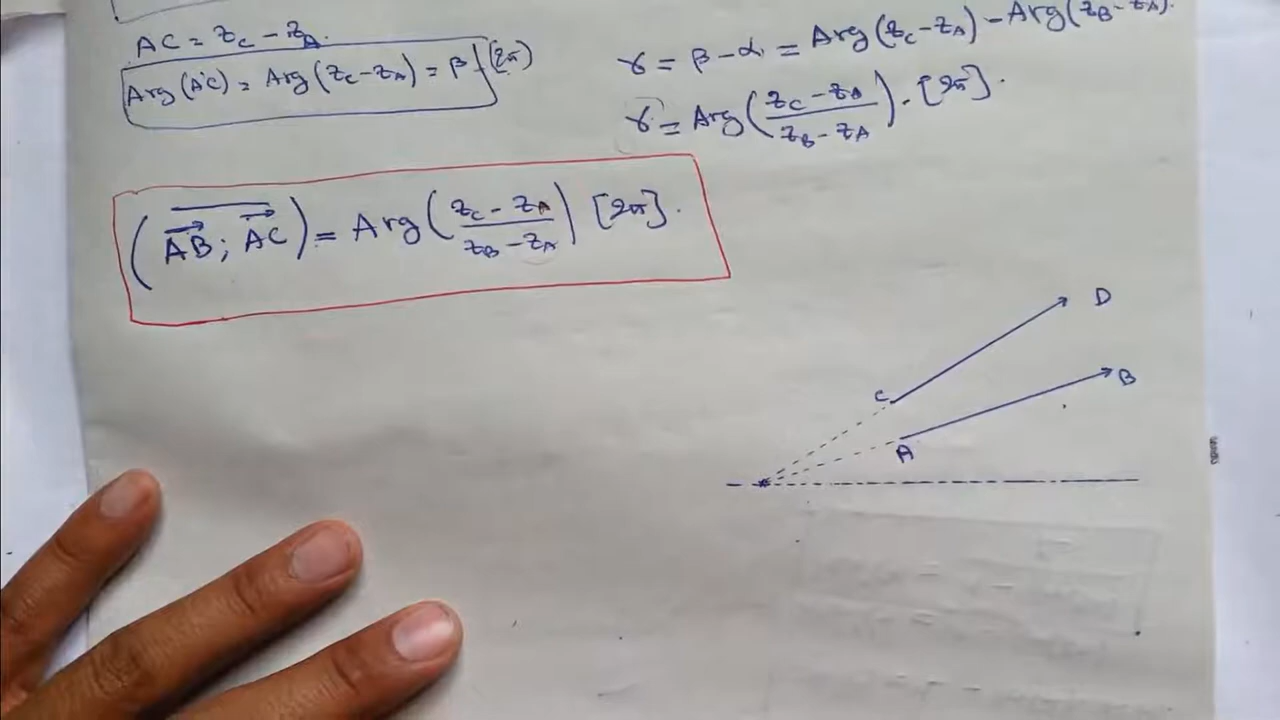 AC = z_C - z_A.
Arg(AC) = Arg(z_C - z_A) = β [2π]
γ = β - α = Arg(z_C - z_A) - Arg(z_B - z_A).
γ = Arg((z_C - z_A)/(z_B - z_A)). [2π].
(AB; AC) = Arg((z_C - z_A)/(z_B - z_A)) [2π].
D
C
B
A